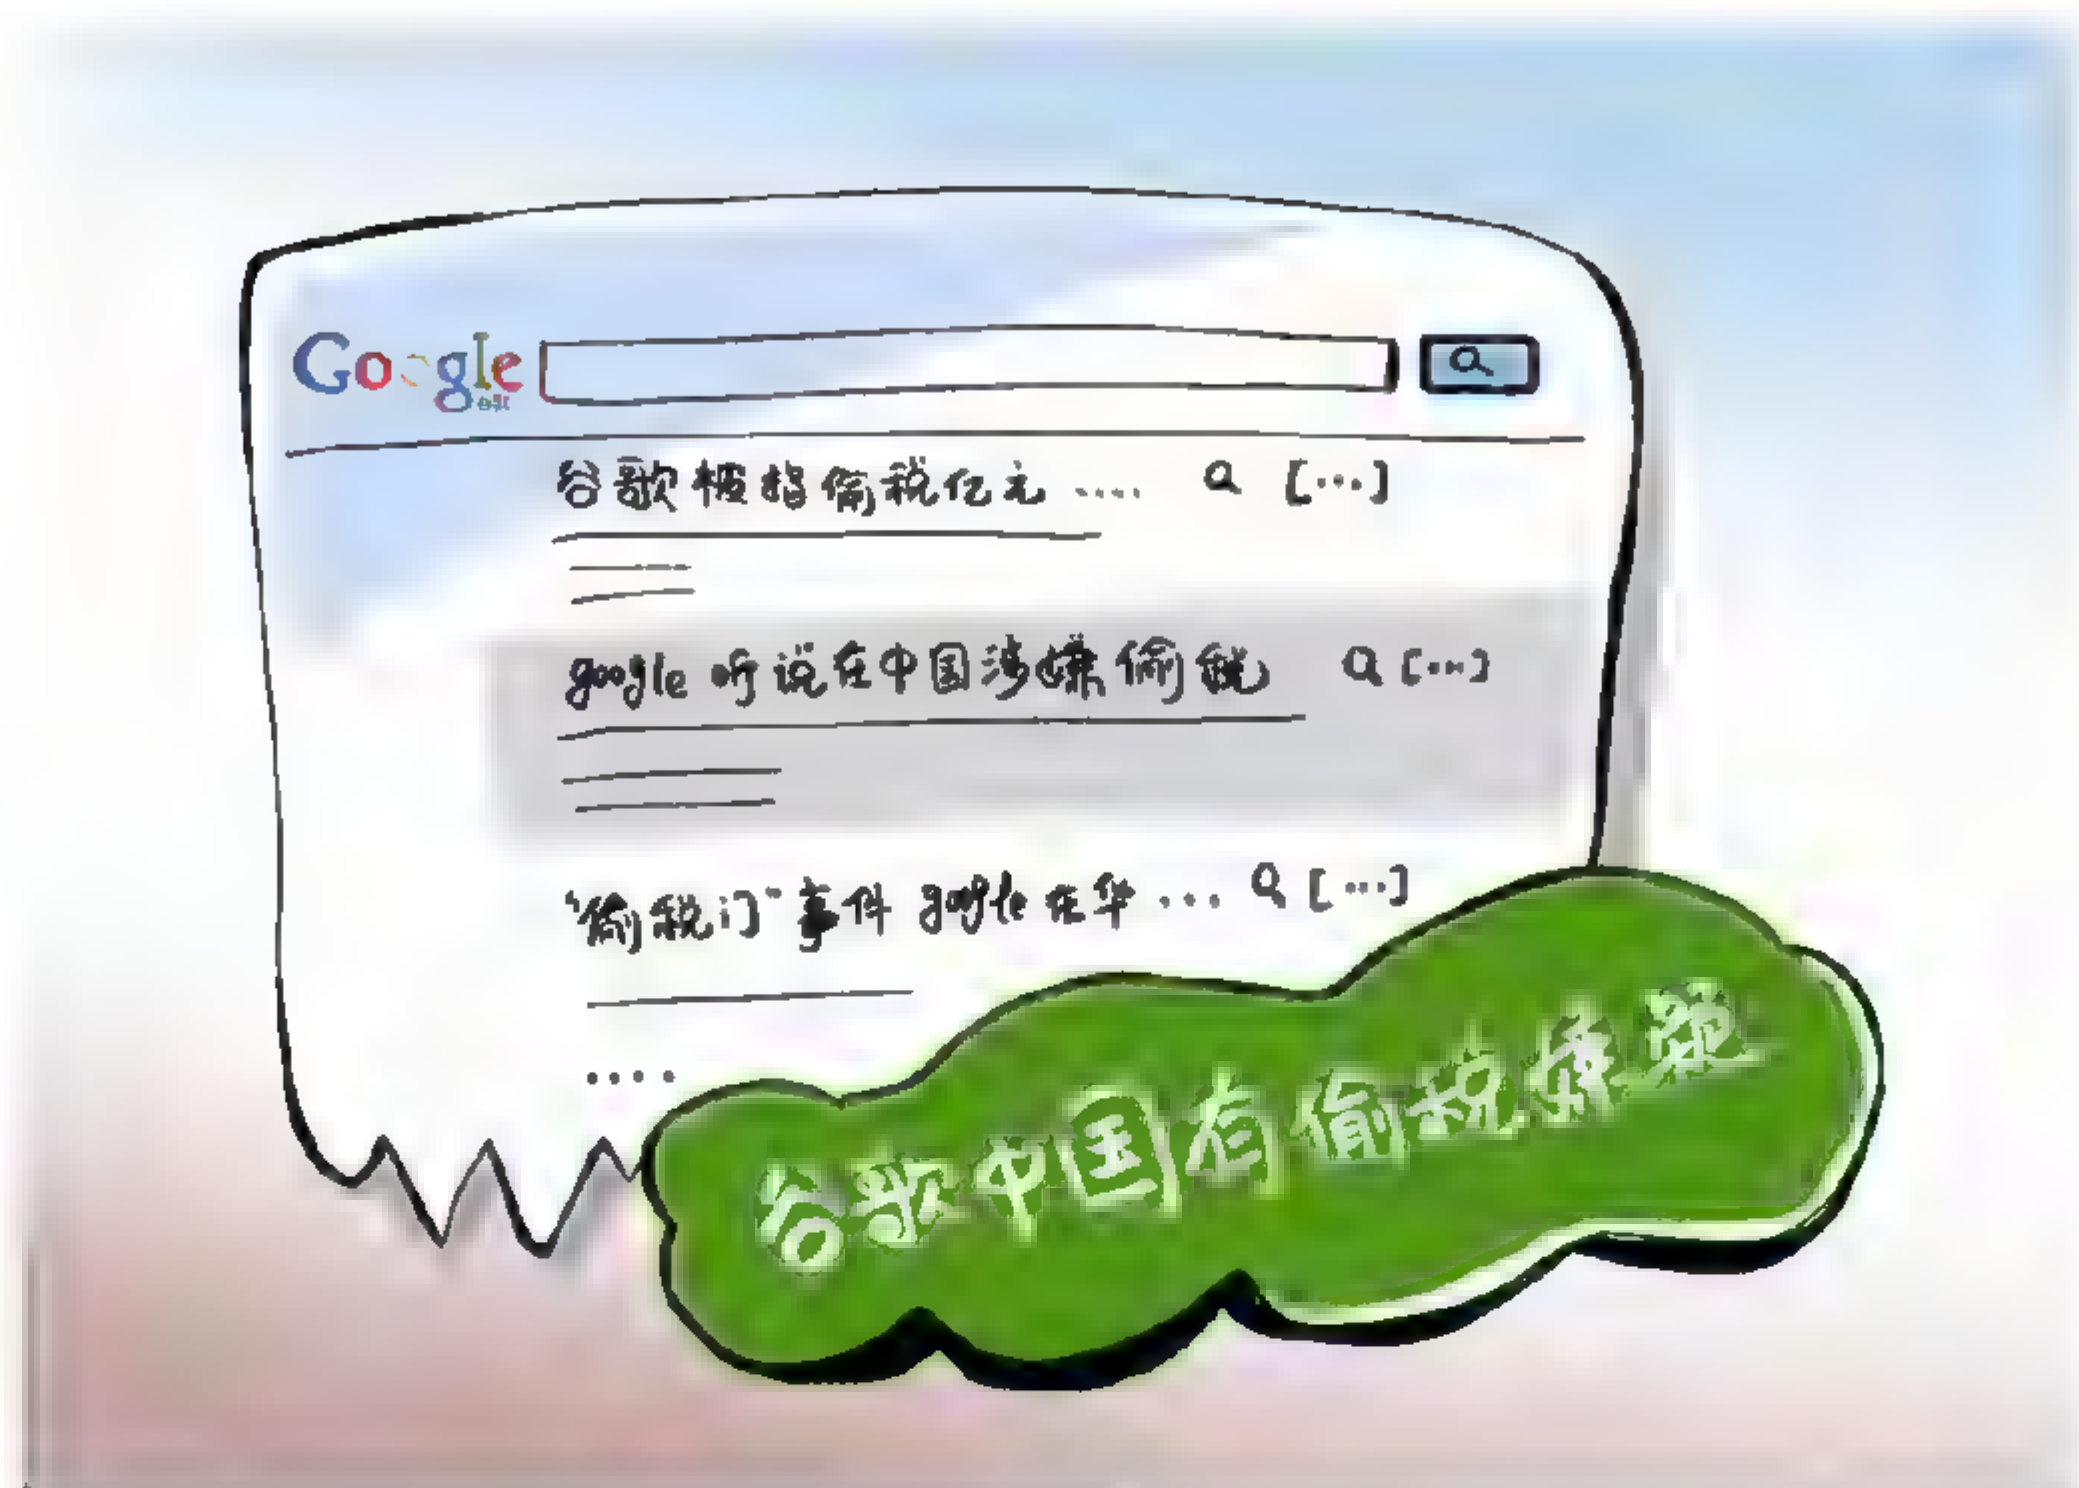 Google
谷歌
谷歌被指偷税亿元 .... [...]
google 听说在中国涉嫌偷税 [...]
“偷税门”事件 google在华 ... [...]
....
谷歌中国有偷税嫌疑